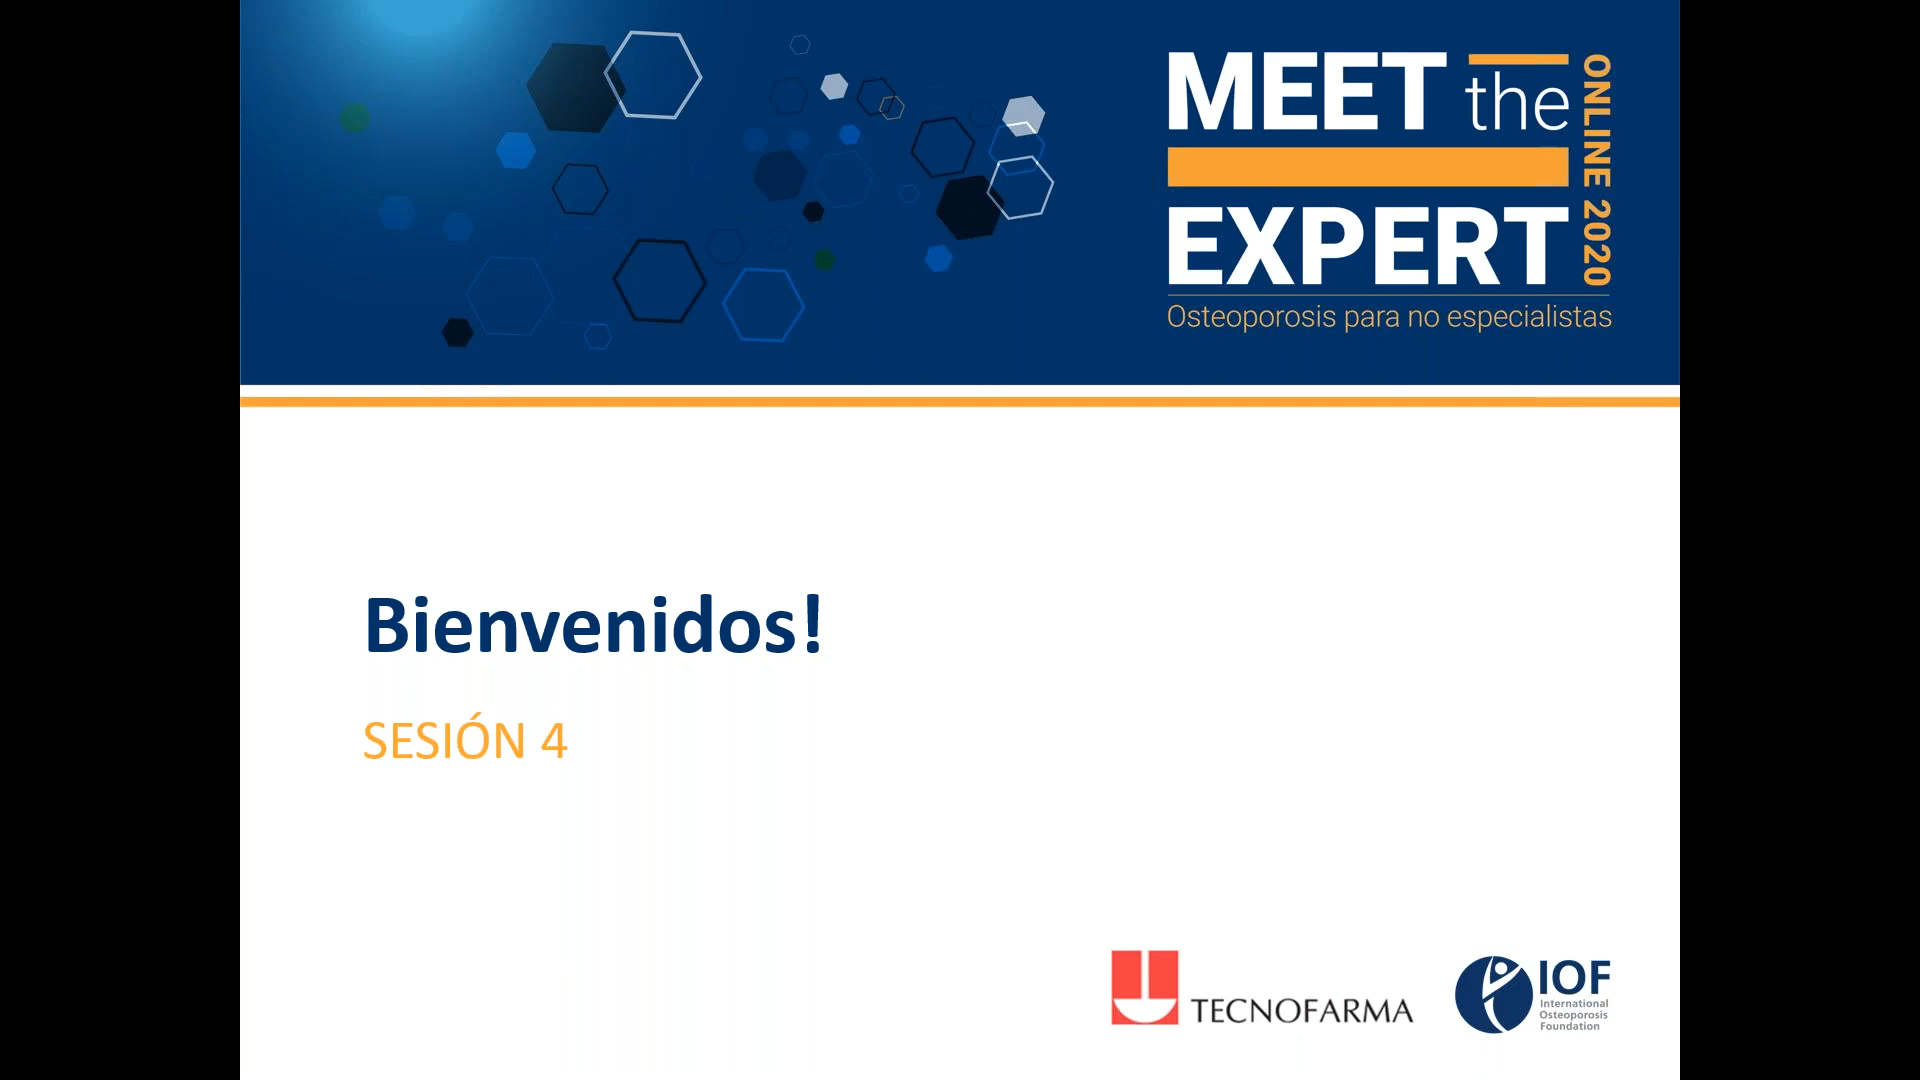 MEET the
EXPERT
ONLINE 2020
Osteoporosis para no especialistas
Bienvenidos!
SESIÓN 4
TECNOFARMA
IOF
International
Osteoporosis
Foundation